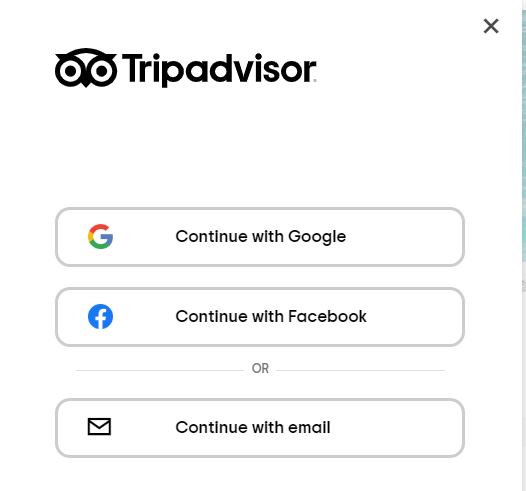 Tripadvisor
Continue with Google
Continue with Facebook
OR
Continue with email